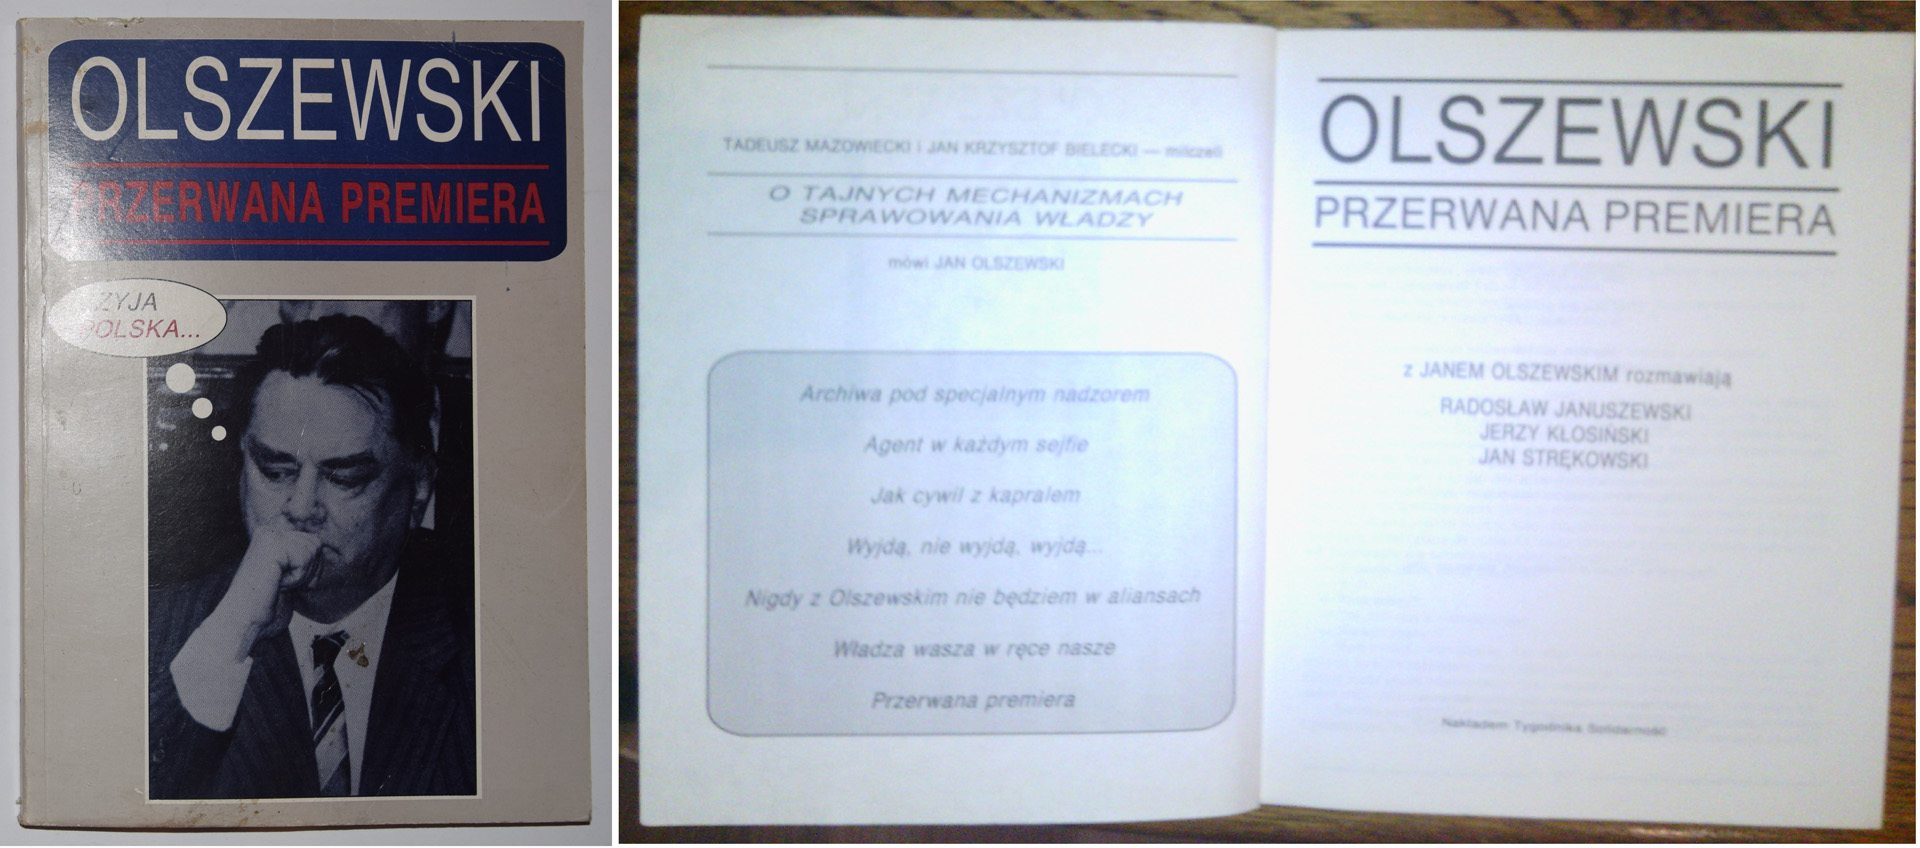 OLSZEWSKI
PRZERWANA PREMIERA
CZYJA
POLSKA...
TADEUSZ MAZOWIECKI i JAN KRZYSZTOF BIELECKI — milczeli
O TAJNYCH MECHANIZMACH
SPRAWOWANIA WŁADZY
mówi JAN OLSZEWSKI
Archiwa pod specjalnym nadzorem
Agent w każdym sejfie
Jak cywil z kapralem
Wyjdą, nie wyjdą, wyjdą...
Nigdy z Olszewskim nie będziem w aliansach
Władza wasza w ręce nasze
Przerwana premiera
OLSZEWSKI
PRZERWANA PREMIERA
z JANEM OLSZEWSKIM rozmawiają
RADOSŁAW JANUSZEWSKI
JERZY KŁOSIŃSKI
JAN STRĘKOWSKI
Nakładem Tygodnika Solidarność